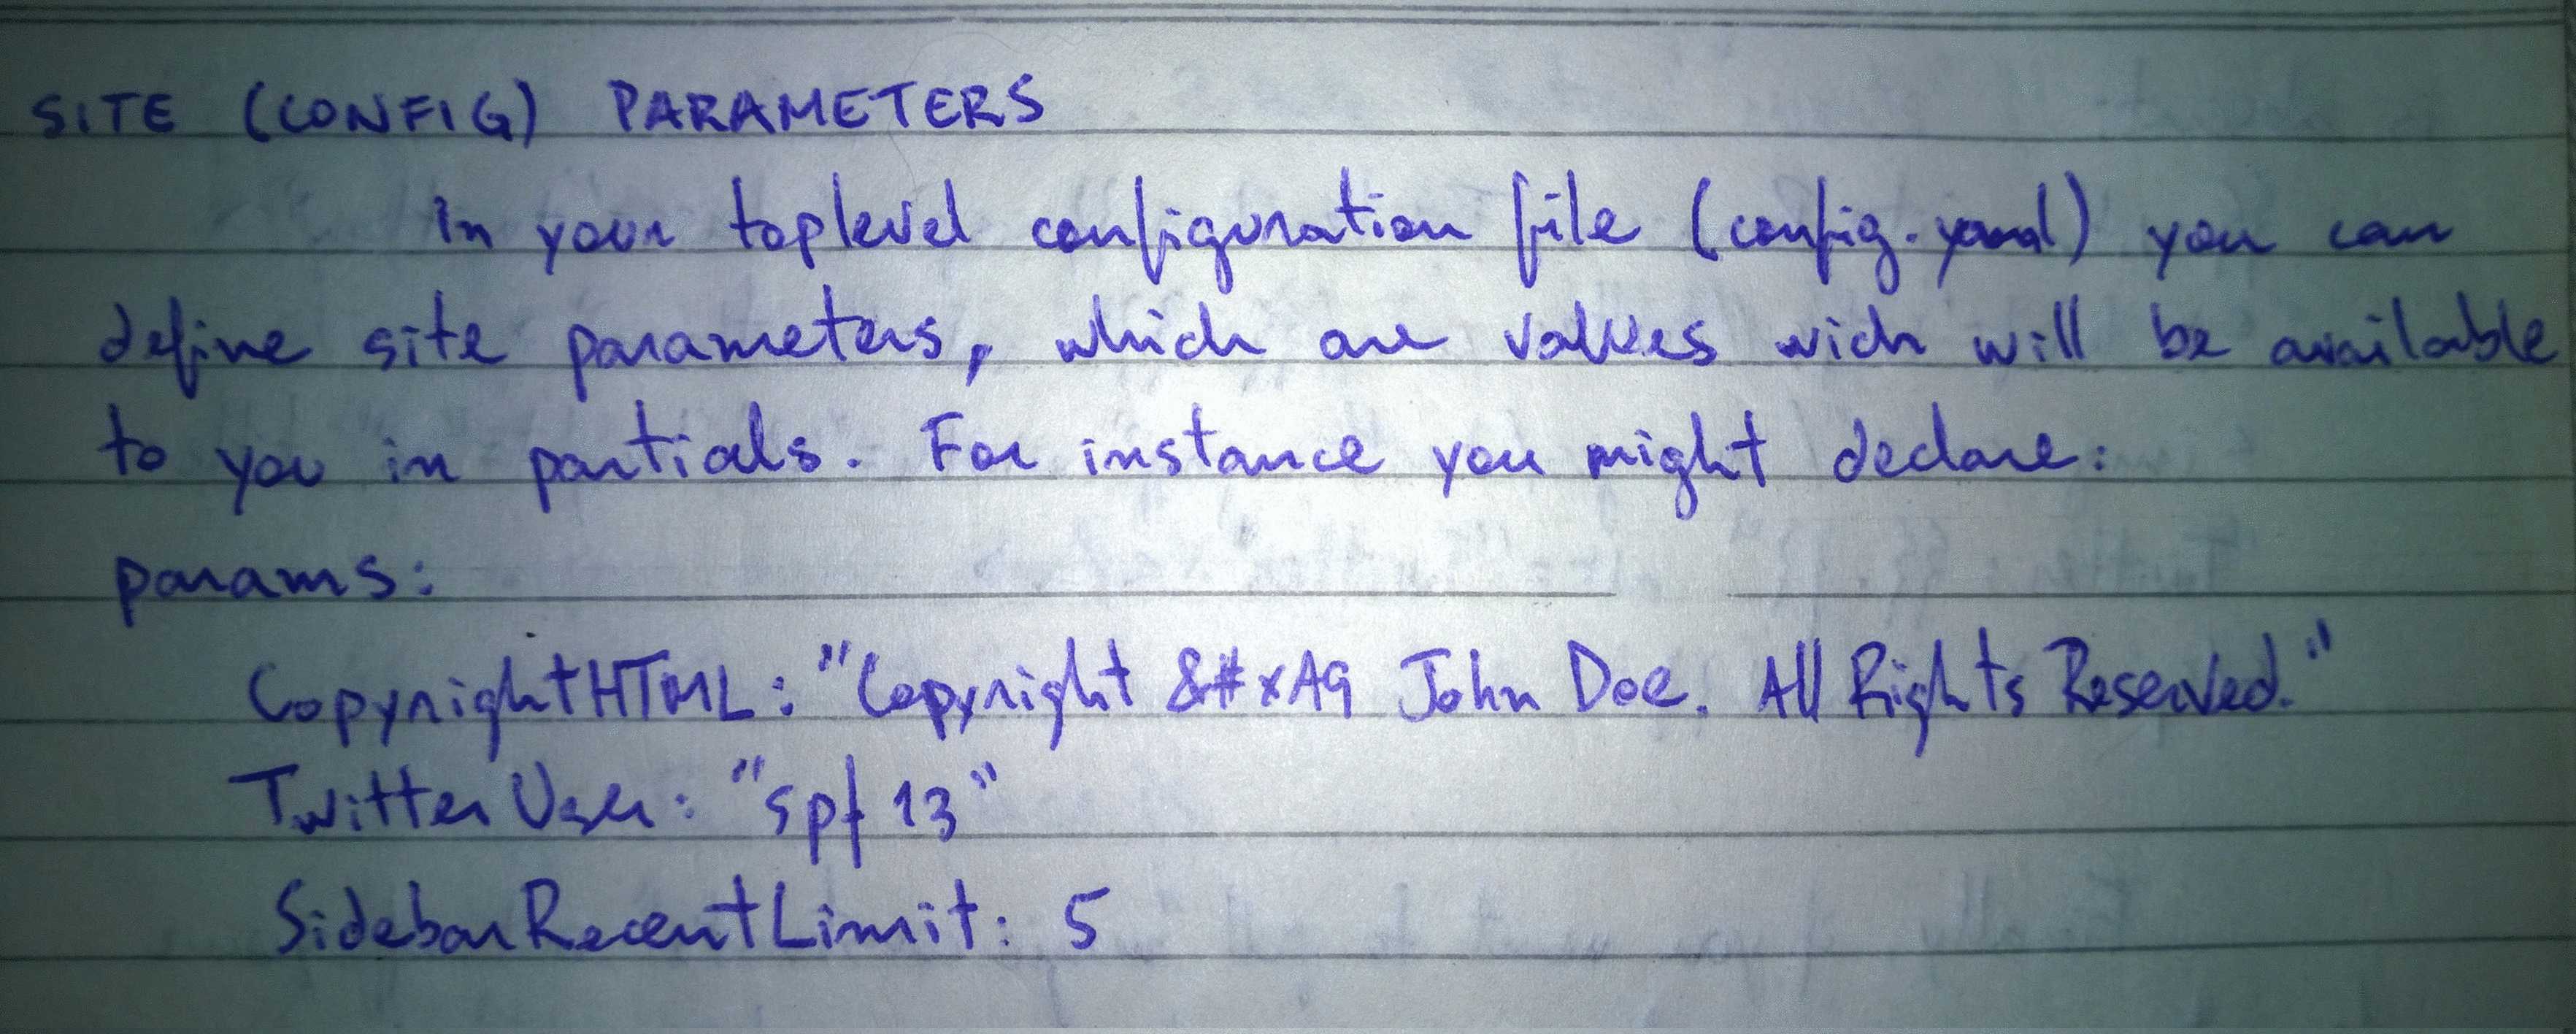 SITE (CONFIG) PARAMETERS
In your toplevel configuration file (config.yaml) you can
define site parameters, which are values wich will be available
to you in partials. For instance you might declare:
params:
CopyrightHTML: "Copyright &#xA9 John Doe. All Rights Reserved."
TwitterUser: "spf13"
SidebarRecentLimit: 5